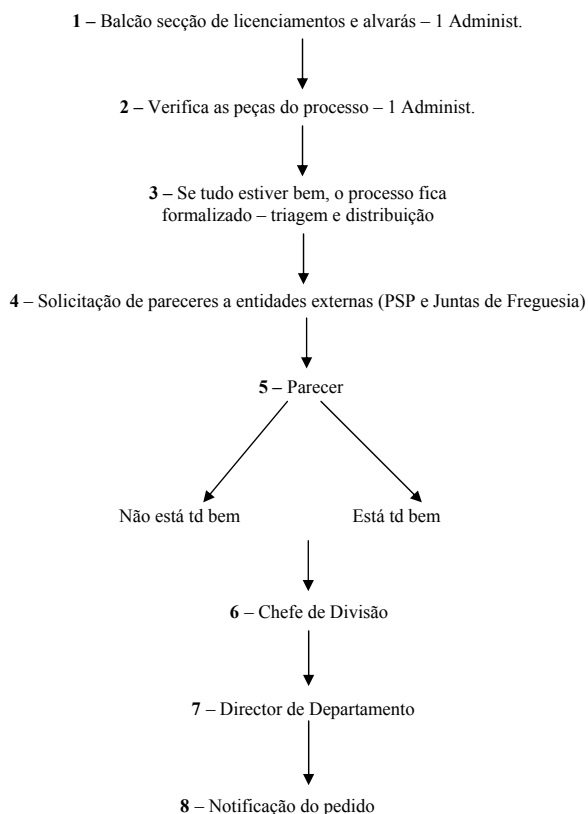 1 – Balcão secção de licenciamentos e alvarás – 1 Administ.
2 – Verifica as peças do processo – 1 Administ.
3 – Se tudo estiver bem, o processo fica
formalizado – triagem e distribuição
4 – Solicitação de pareceres a entidades externas (PSP e Juntas de Freguesia)
5 – Parecer
Não está td bem
Está td bem
6 – Chefe de Divisão
7 – Director de Departamento
8 – Notificação do pedido